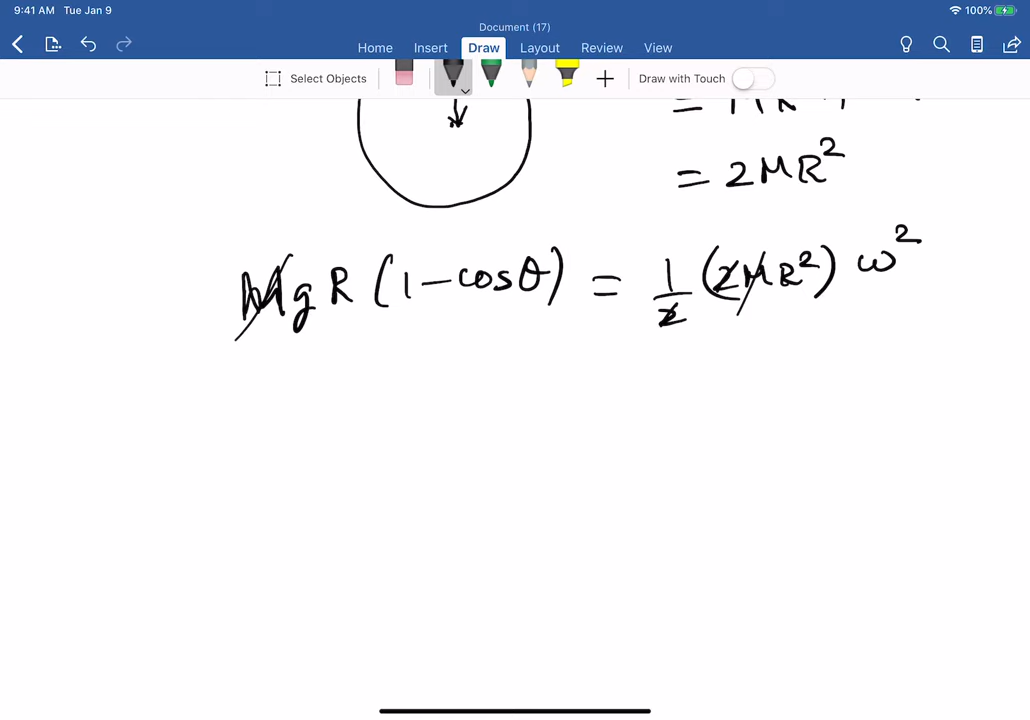 9:41 AM Tue Jan 9
100%
Document (17)
Home Insert Draw Layout Review View
Select Objects
Draw with Touch
= 2MR²
MgR(1-cosθ) = 1/2 (2MR²) ω²